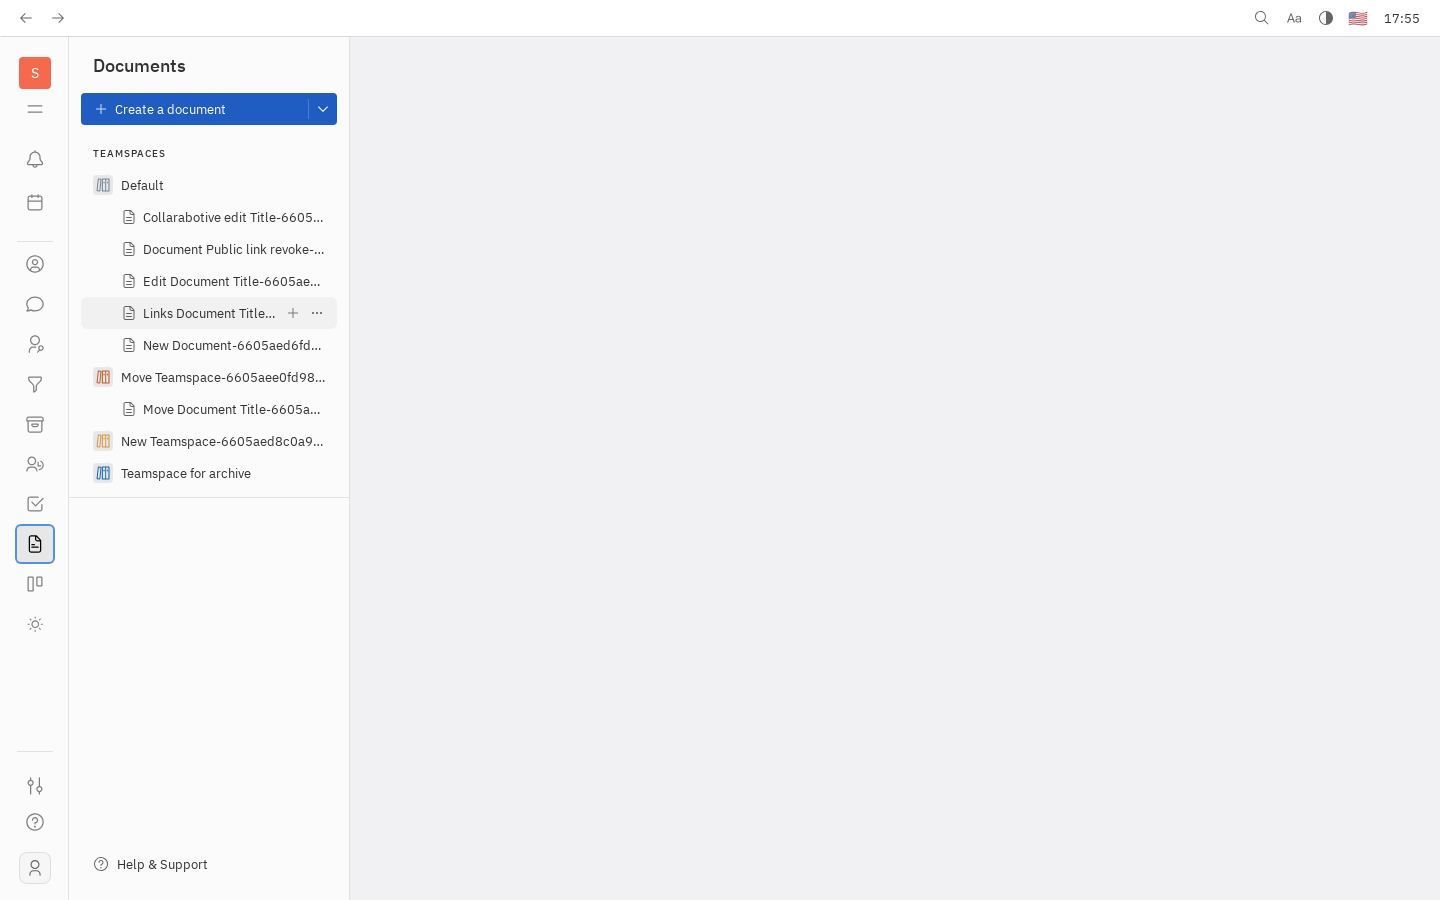 Aa
17:55
S
Documents
Create a document
TEAMSPACES
Default
Collarabotive edit Title-6605...
Document Public link revoke-...
Edit Document Title-6605ae...
Links Document Title...
New Document-6605aed6fd...
Move Teamspace-6605aee0fd98...
Move Document Title-6605a...
New Teamspace-6605aed8c0a9...
Teamspace for archive
Help & Support